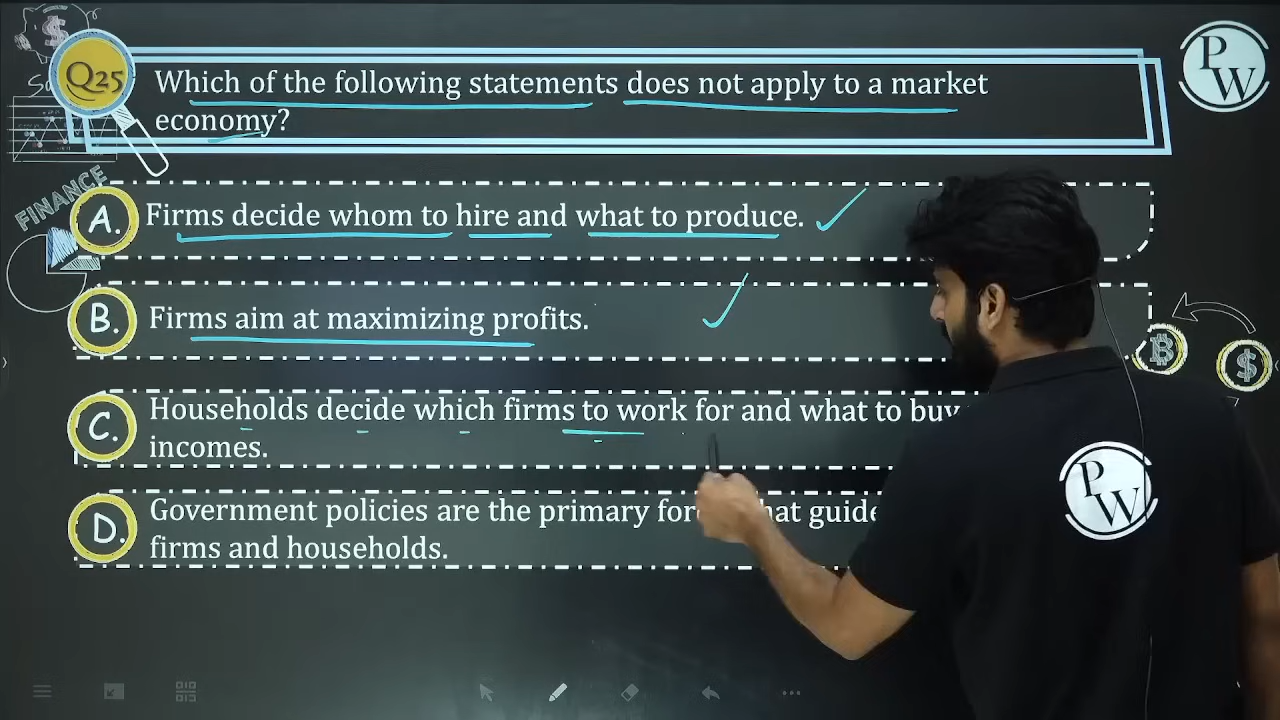 Q25
Which of the following statements does not apply to a market
economy?
PW
FINANCE
A. Firms decide whom to hire and what to produce.
B. Firms aim at maximizing profits.
C. Households decide which firms to work for and what to buy
incomes.
D. Government policies are the primary hat guide
firms and households.
PW